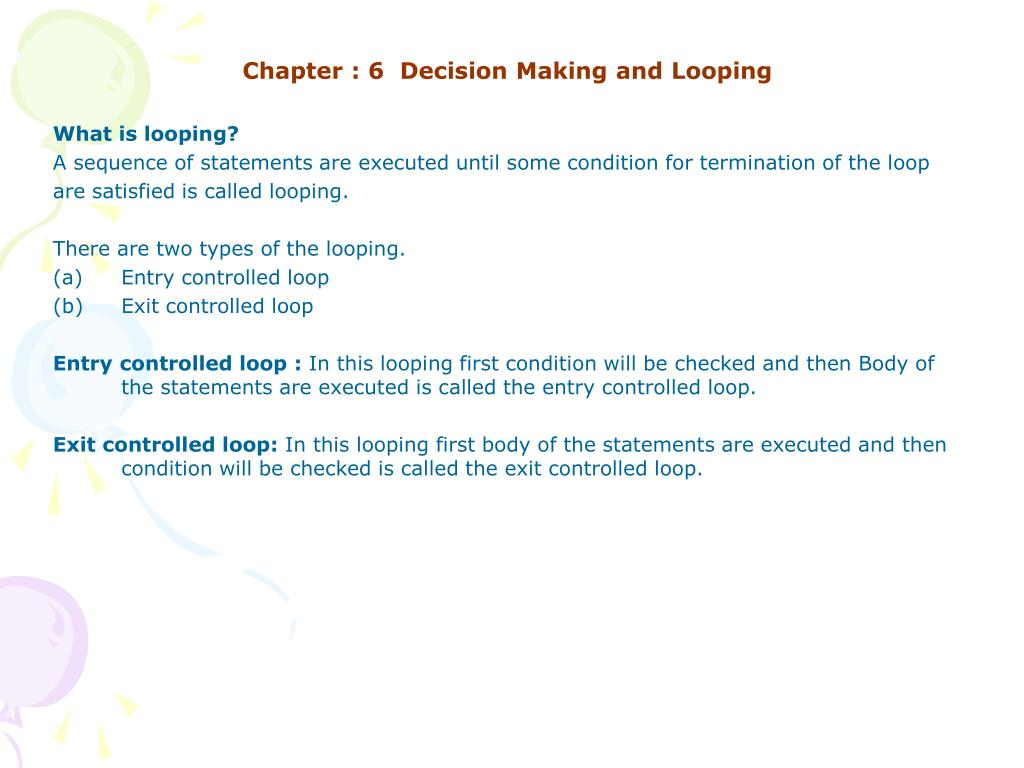 Chapter : 6  Decision Making and Looping
What is looping?
A sequence of statements are executed until some condition for termination of the loop
are satisfied is called looping.
There are two types of the looping.
(a) Entry controlled loop
(b) Exit controlled loop
Entry controlled loop : In this looping first condition will be checked and then Body of
the statements are executed is called the entry controlled loop.
Exit controlled loop: In this looping first body of the statements are executed and then
condition will be checked is called the exit controlled loop.